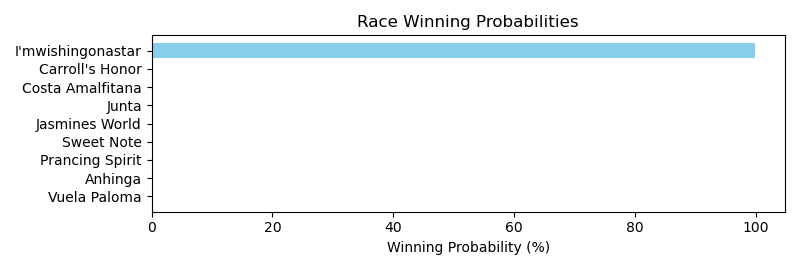 Race Winning Probabilities
I'mwishingonastar
Carroll's Honor
Costa Amalfitana
Junta
Jasmines World
Sweet Note
Prancing Spirit
Anhinga
Vuela Paloma
0 20 40 60 80 100
Winning Probability (%)